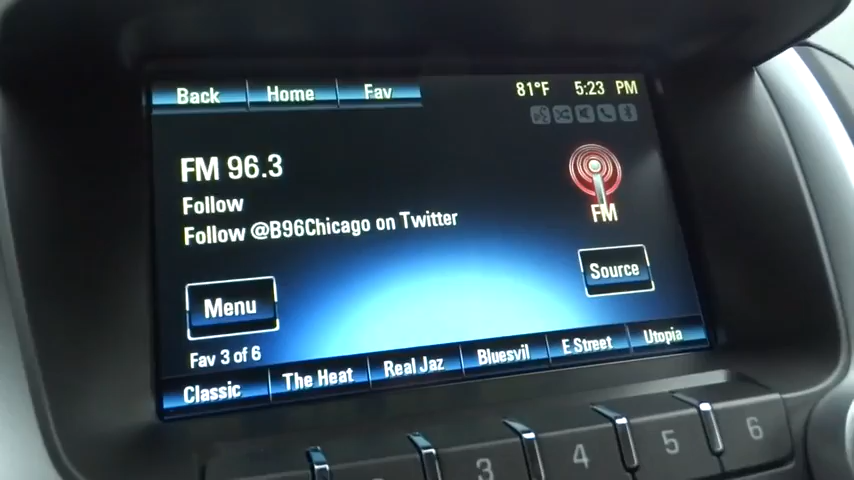 Back Home Fav 81°F 5:23 PM
FM 96.3
Follow
Follow @B96Chicago on Twitter
FM
Source
Menu
Fav 3 of 6
Classic The Heat Real Jaz Bluesvil E Street Utopia
3 4 5 6